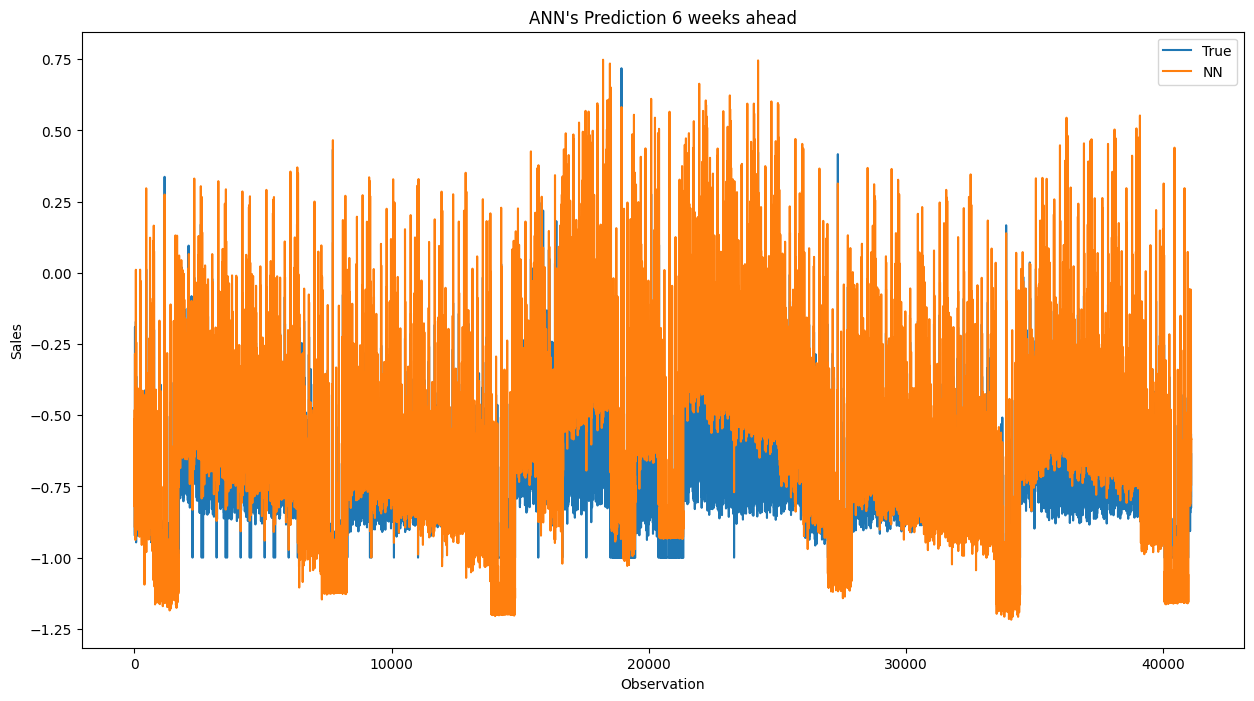 ANN's Prediction 6 weeks ahead
True
NN
0.75
0.50
0.25
0.00
−0.25
−0.50
−0.75
−1.00
−1.25
Sales
0 10000 20000 30000 40000
Observation